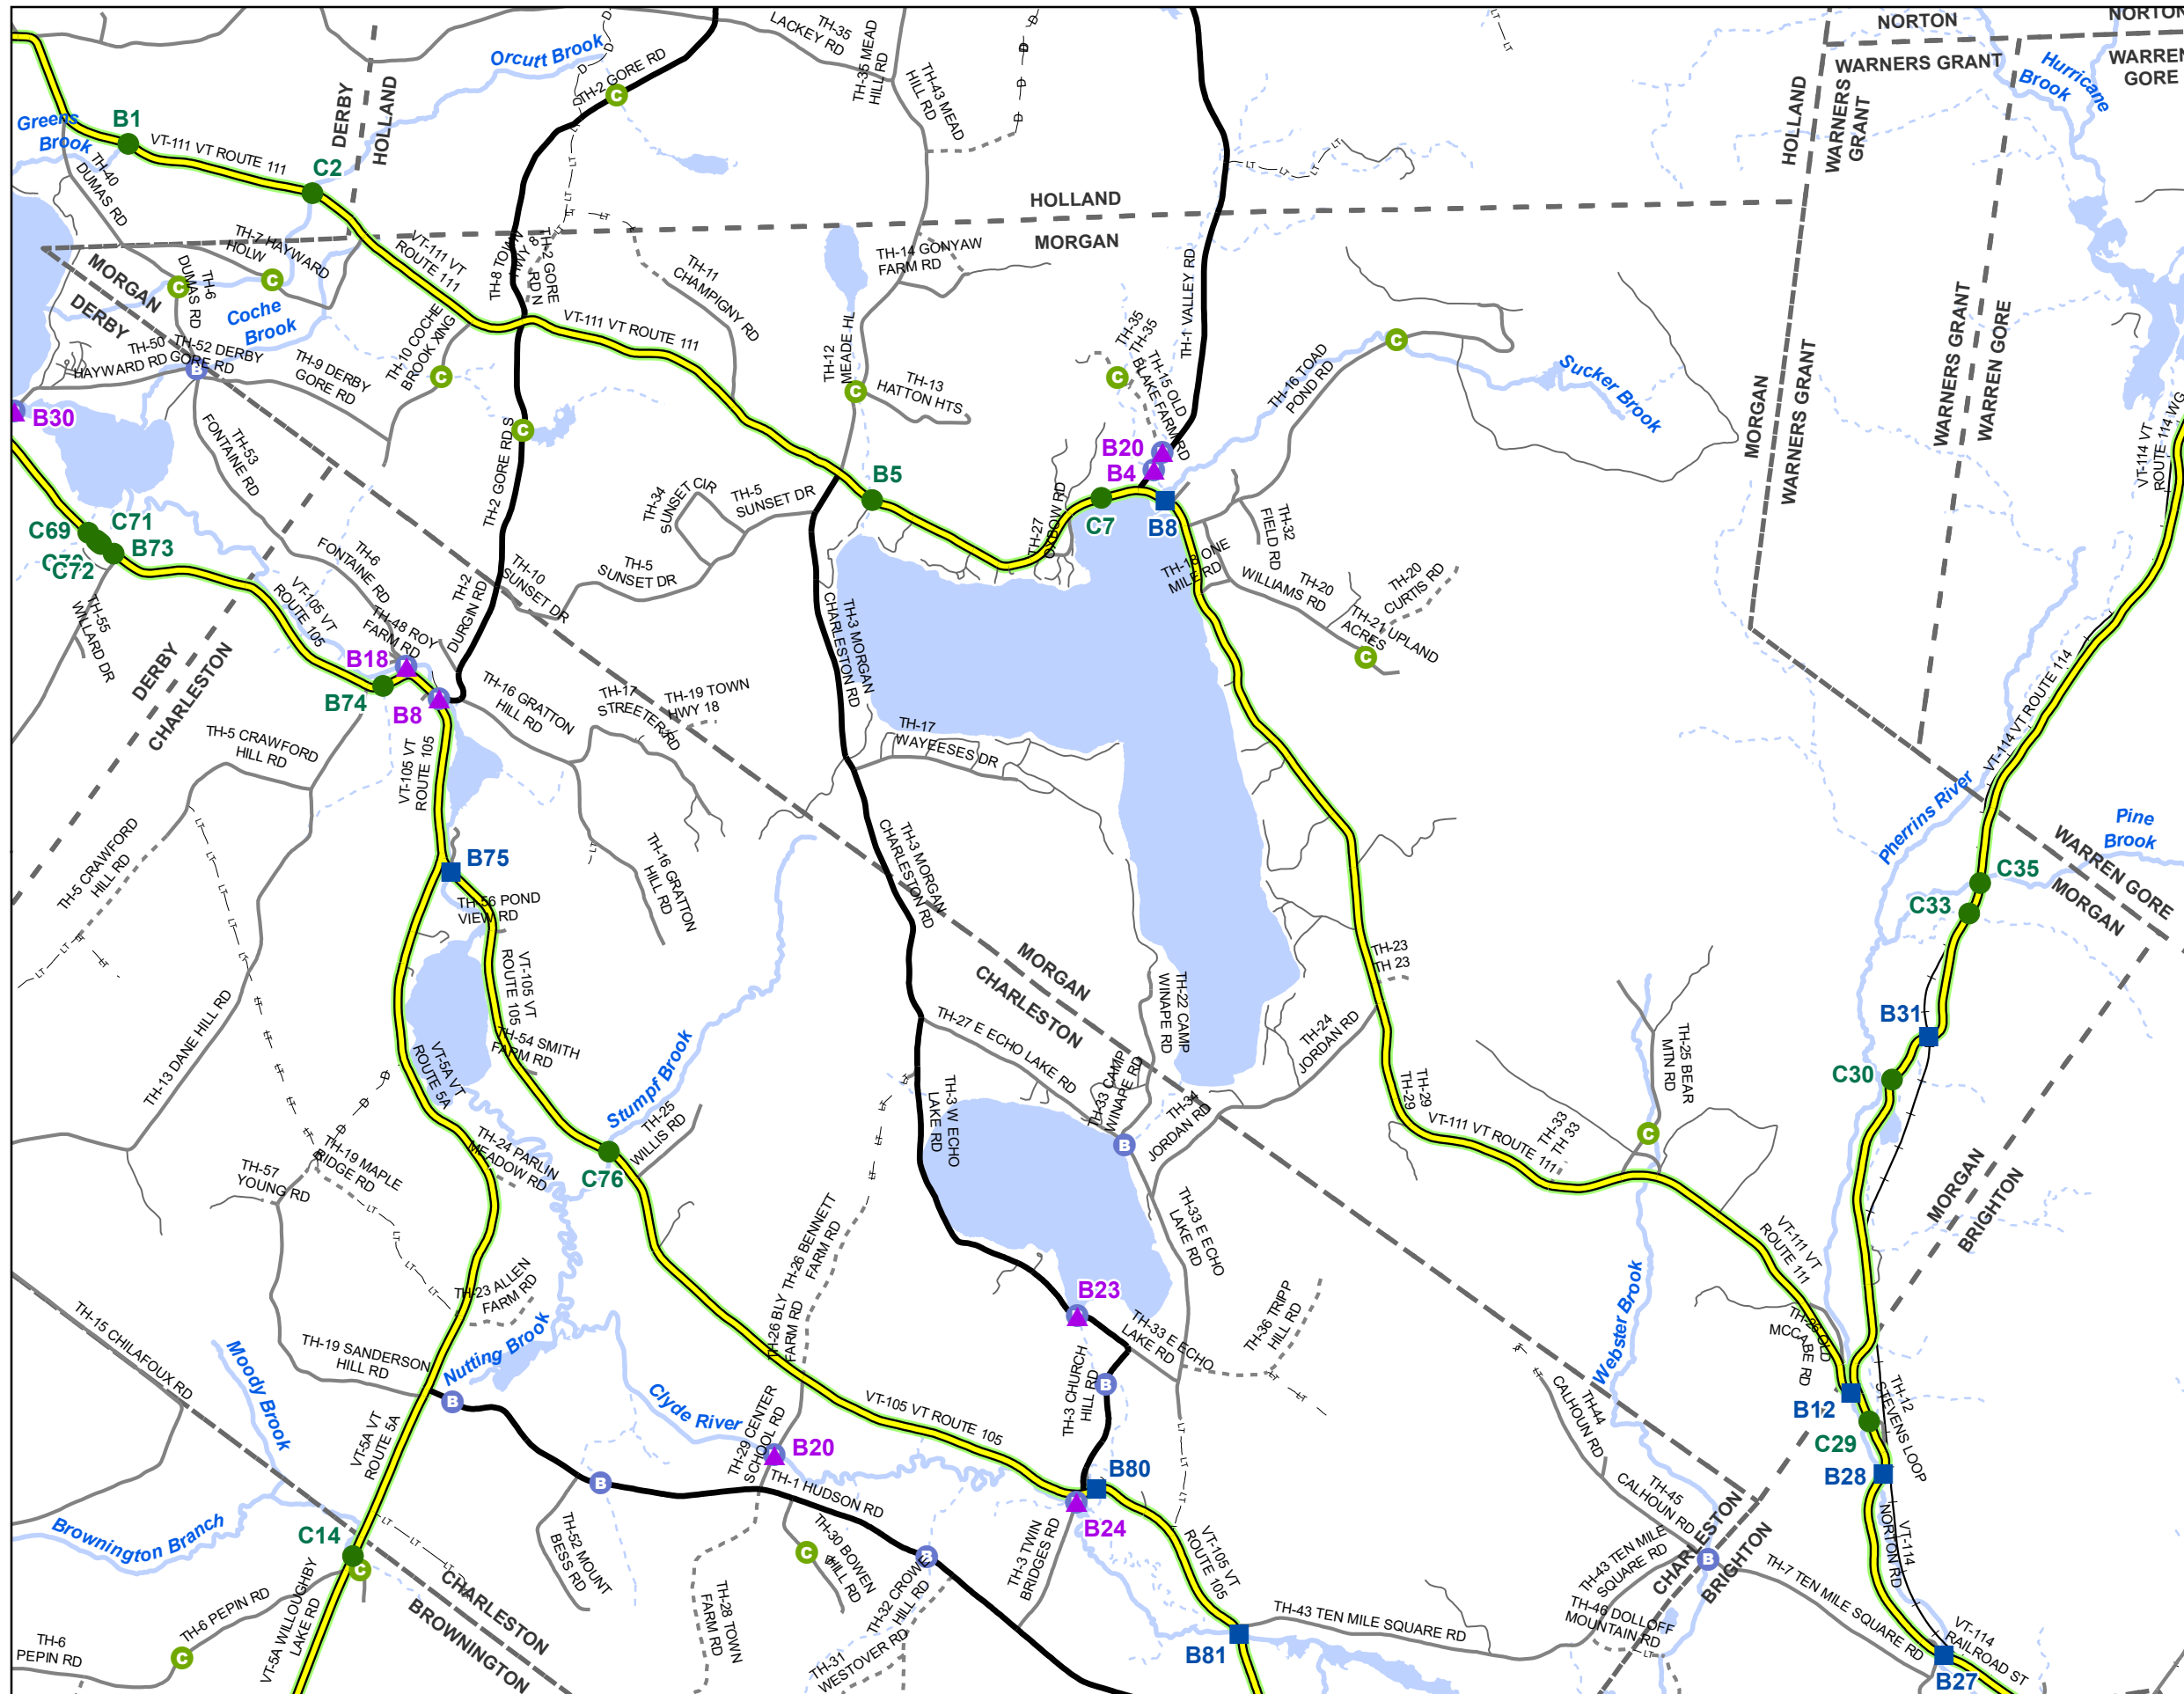 NORTON
NORTON
WARNERS GRANT
WARREN
GORE
Hurricane
Brook
HOLLAND
WARNERS
GRANT
Orcutt Brook
TH-2 GORE RD
TH-35
LACKEY RD
TH-35 MEAD
HILL RD
TH-43 MEAD
HILL RD
Greens
Brook
B1
VT-111 VT ROUTE 111
C2
DERBY
HOLLAND
TH-40
DUMAS RD
HOLLAND
MORGAN
TH-7 HAYWARD
HOLW
TH-6
DUMAS RD
C
C
C
MORGAN
DERBY
Coche
Brook
VT-111 VT
ROUTE 111
TH-8 TOWN
HWY 8
TH-2 GORE
RD N
TH-11
CHAMPIGNY RD
TH-14 GONYAW
FARM RD
TH-1 VALLEY RD
VT-111 VT ROUTE 111
TH-50
HAYWARD RD
TH-52 DERBY
GORE RD
B
TH-9 DERBY
GORE RD
TH-10 COCHE
BROOK XING
C
C
TH-12
MEADE HL
C
TH-13
HATTON HTS
TH-35
TH-35
C
TH-15 OLD
BLAKE FARM RD
TH-16 TOAD
POND RD
C
Sucker Brook
MORGAN
WARNERS GRANT
WARNERS GRANT
WARREN GORE
VT-114 VT
ROUTE 114 WG
B30
TH-53
FONTAINE RD
TH-2 GORE RD S
B20
B4
B5
C7
B8
TH-34
SUNSET CIR
TH-5
SUNSET DR
TH-5
SUNSET DR
TH-27
OXBOW RD
TH-32
FIELD RD
TH-18 ONE
MILE RD
TH-20
WILLIAMS RD
TH-20
CURTIS RD
TH-21 UPLAND
ACRES
C
C69
C71
B73
C72
TH-6
FONTAINE RD
TH-10
SUNSET DR
TH-2
DURGIN RD
VT-105 VT
ROUTE 105
TH-48 ROY
FARM RD
TH-55
WILLARD DR
DERBY
CHARLESTON
B18
B74
B8
TH-3 MORGAN
CHARLESTON RD
TH-16 GRATTON
HILL RD
TH-17
STREETER RD
TH-19 TOWN
HWY 18
TH-17
WAYEESES DR
TH-5 CRAWFORD
HILL RD
VT-105 VT
ROUTE 105
VT-114 VT ROUTE 114
Pherrins River
Pine
Brook
WARREN GORE
MORGAN
TH-5 CRAWFORD
HILL RD
B75
TH-56 POND
VIEW RD
TH-16 GRATTON
HILL RD
TH-3 MORGAN
CHARLESTON RD
C35
C33
TH-23
TH 23
MORGAN
CHARLESTON
TH-22 CAMP
WINAPE RD
VT-105 VT
ROUTE 105
TH-13 DANE HILL RD
TH-54 SMITH
FARM RD
VT-5A VT
ROUTE 5A
Stumpf Brook
TH-27 E ECHO LAKE RD
TH-24
JORDAN RD
B31
C30
TH-25 BEAR
MTN RD
C
TH-25
WILLIS RD
TH-3 W ECHO
LAKE RD
TH-33 CAMP
WINAPE RD
B
TH-34
JORDAN RD
TH-29
TH-29
VT-111 VT ROUTE 111
TH-33
TH 33
TH-24 PARLIN
MEADOW RD
C76
TH-57
YOUNG RD
TH-19 MAPLE
RIDGE RD
TH-33 E ECHO
LAKE RD
MORGAN
BRIGHTON
VT-111 VT
ROUTE 111
TH-26 BENNETT
FARM RD
TH-23 ALLEN
FARM RD
Nutting Brook
TH-15 CHILAFOUX RD
Moody Brook
TH-19 SANDERSON
HILL RD
TH-26 BLY
FARM RD
B23
TH-33 E ECHO
LAKE RD
TH-36 TRIPP
HILL RD
Webster Brook
TH-26 OLD
MCCABE RD
B12
C29
B28
TH-12
STEVENS LOOP
B
B
B
Clyde River
VT-105 VT ROUTE 105
TH-3 CHURCH
HILL RD
TH-44
CALHOUN RD
TH-45
CALHOUN RD
VT-5A VT
ROUTE 5A
TH-29 CENTER
SCHOOL RD
B20
TH-1 HUDSON RD
B80
B24
C14
Brownington Branch
C
CHARLESTON
BROWNINGTON
TH-52 MOUNT
BESS RD
C
TH-30 BOWEN
HILL RD
B
TH-32 CROWE
HILL RD
TH-3 TWIN
BRIDGES RD
VT-105 VT
ROUTE 105
CHARLESTON
BRIGHTON
B
TH-43 TEN MILE
SQUARE RD
TH-7 TEN MILE SQUARE RD
VT-114
NORTON RD
TH-46 DOLLOFF
MOUNTAIN RD
TH-43 TEN MILE SQUARE RD
TH-28 TOWN
FARM RD
TH-31
WESTOVER RD
TH-6 PEPIN RD
C
TH-6
PEPIN RD
VT-5A WILLOUGHBY
LAKE RD
B81
VT-114
RAILROAD ST
B27